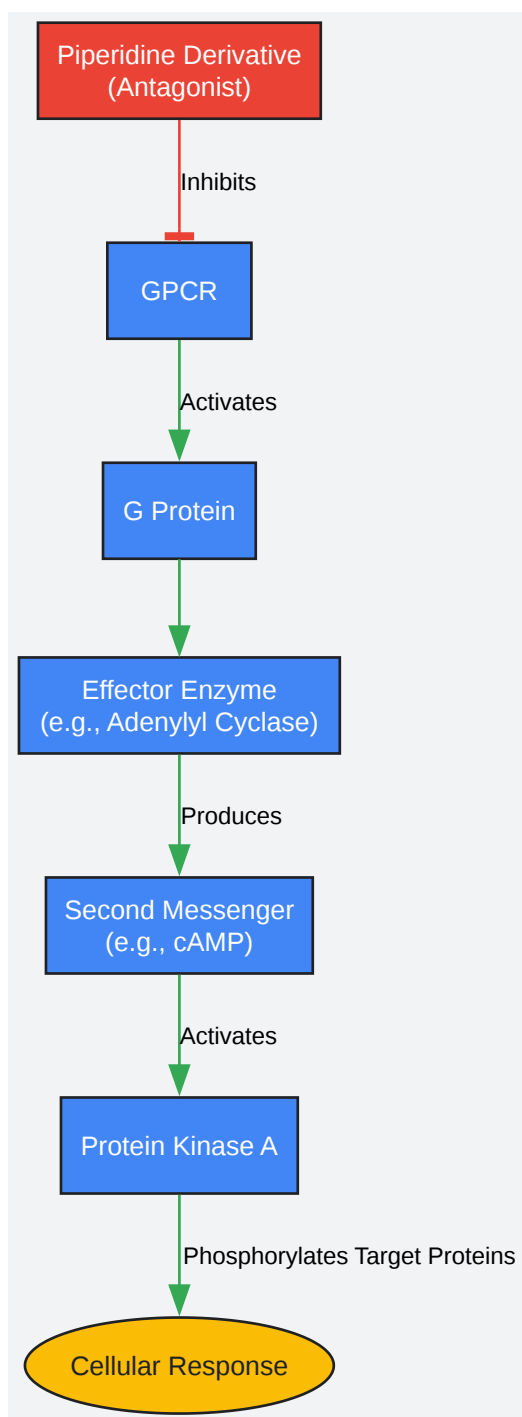 Piperidine Derivative
(Antagonist)
Inhibits
GPCR
Activates
G Protein
Effector Enzyme
(e.g., Adenylyl Cyclase)
Produces
Second Messenger
(e.g., cAMP)
Activates
Protein Kinase A
Phosphorylates Target Proteins
Cellular Response